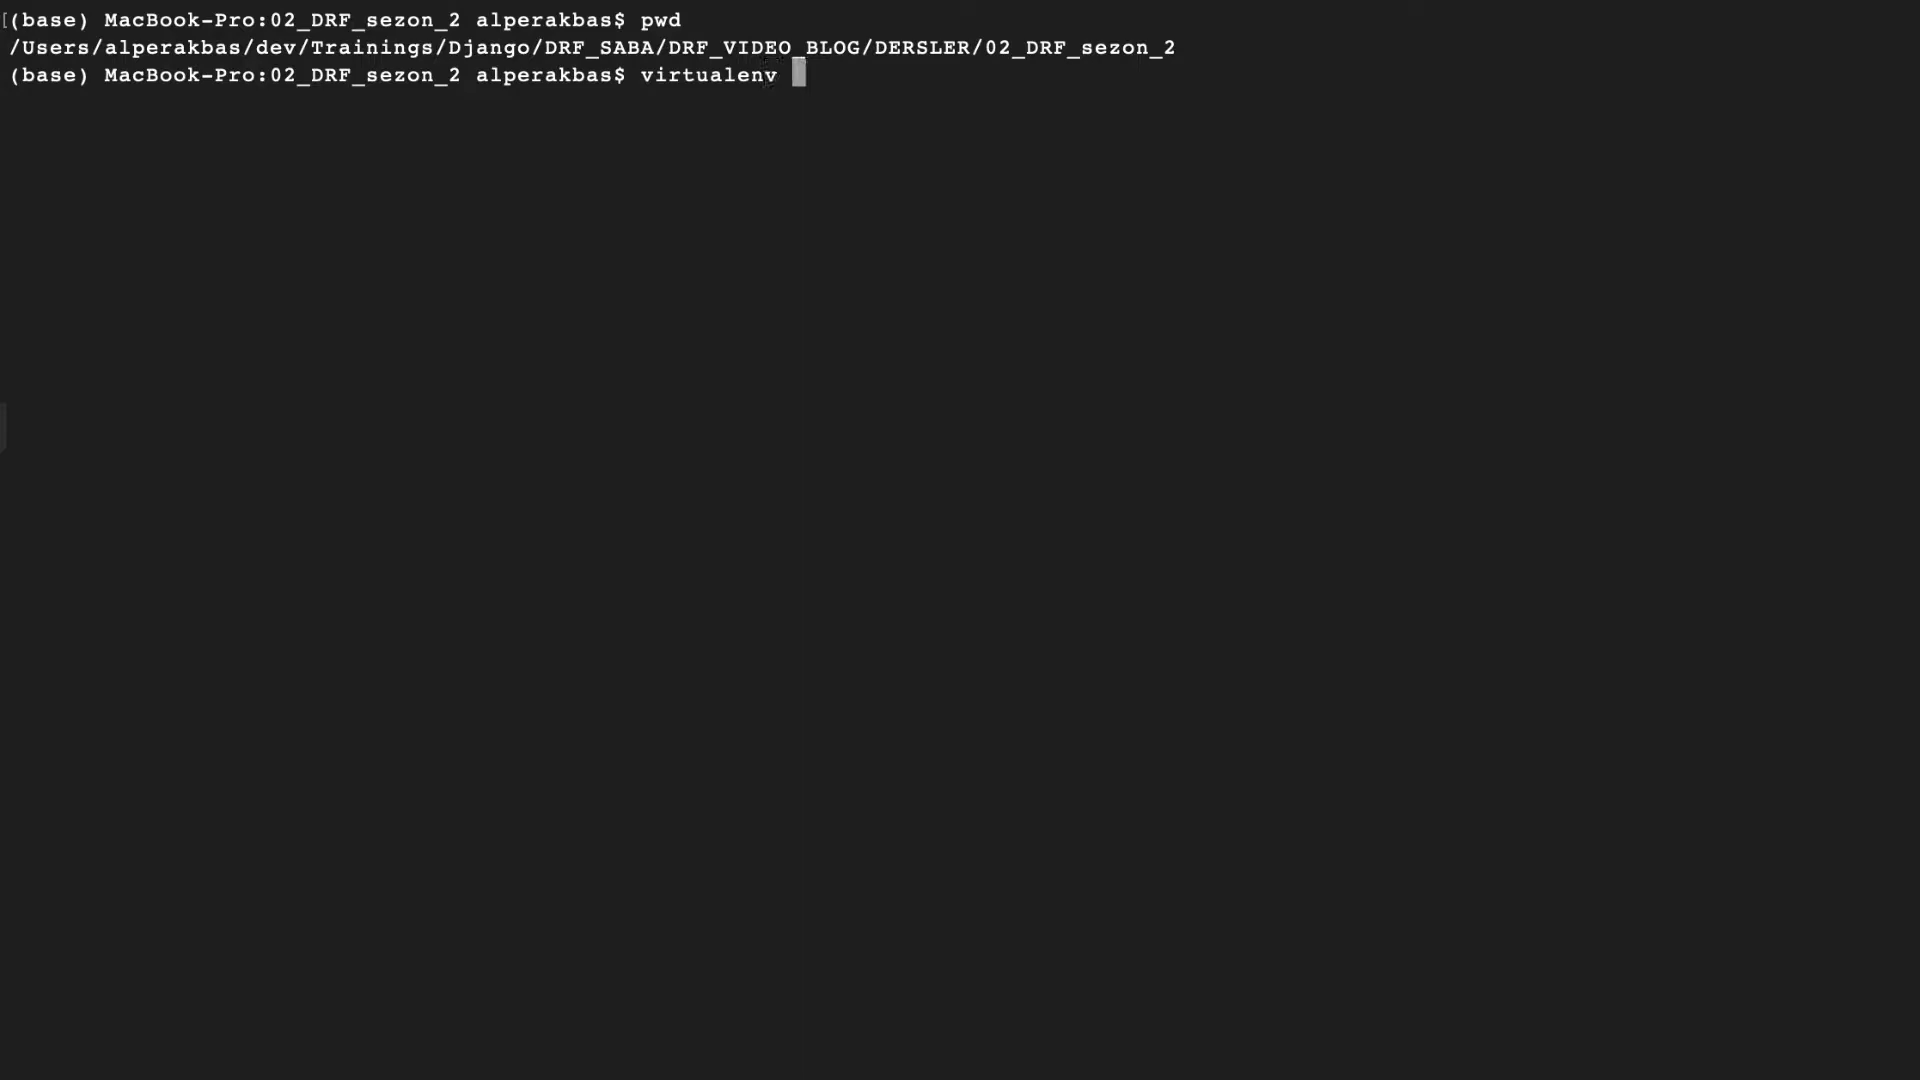 (base) MacBook-Pro:02_DRF_sezon_2 alperakbas$ pwd
/Users/alperakbas/dev/Trainings/Django/DRF_SABA/DRF_VIDEO_BLOG/DERSLER/02_DRF_sezon_2
(base) MacBook-Pro:02_DRF_sezon_2 alperakbas$ virtualenv